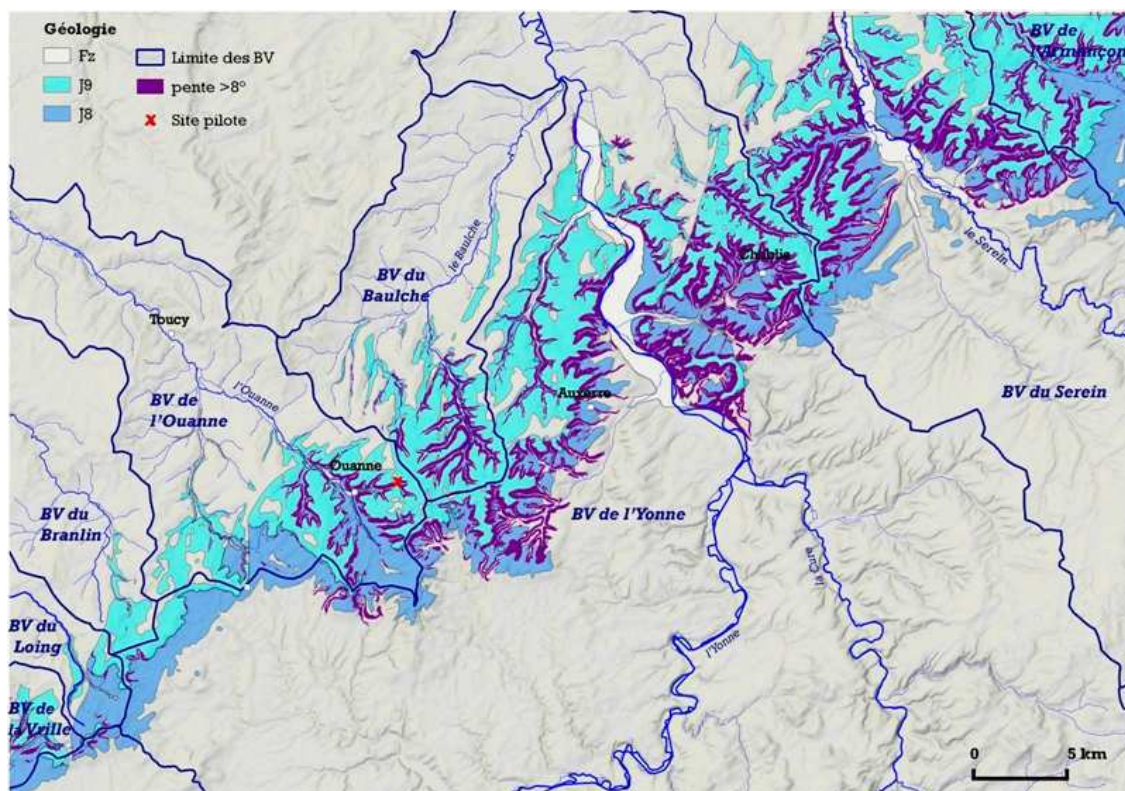 Géologie
Fz
J9
J8
Limite des BV
pente >8°
Site pilote
BV de
l'Armançon
le Serein
Chablis
le Baulche
BV du
Baulche
Toucy
BV de
l'Ouanne
l'Ouanne
Auxerre
BV du Serein
Ouanne
BV du
Branlin
BV de l'Yonne
la Cure
BV du
Loing
l'Yonne
BV de
la Vrille
0
5 km